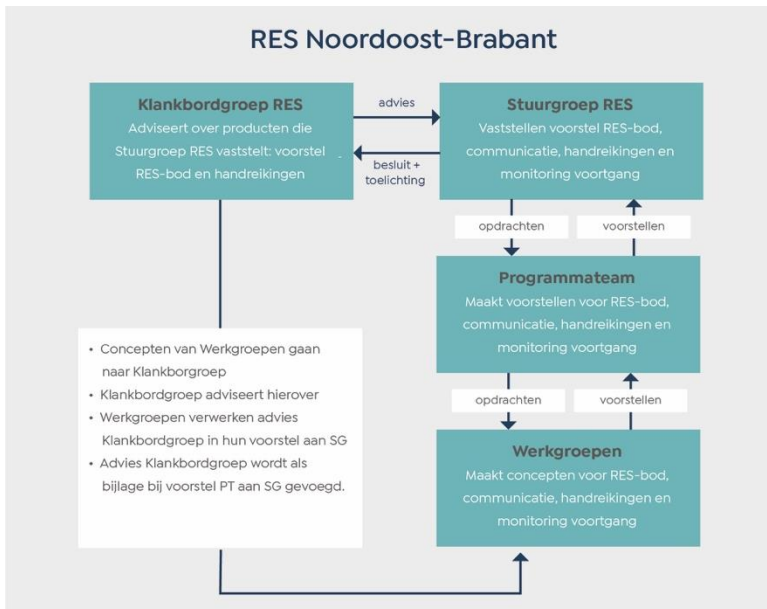 RES Noordoost-Brabant
Klankbordgroep RES
Adviseert over producten die
Stuurgroep RES vaststelt: voorstel
RES-bod en handreikingen
advies
besluit +
toelichting
Stuurgroep RES
Vaststellen voorstel RES-bod,
communicatie, handreikingen en
monitoring voortgang
opdrachten
voorstellen
Programmateam
Maakt voorstellen voor RES-bod,
communicatie, handreikingen en
monitoring voortgang
opdrachten
voorstellen
Werkgroepen
Maakt concepten voor RES-bod,
communicatie, handreikingen en
monitoring voortgang
• Concepten van Werkgroepen gaan
naar Klankborgroep
• Klankbordgroep adviseert hierover
• Werkgroepen verwerken advies
Klankbordgroep in hun voorstel aan SG
• Advies Klankbordgroep wordt als
bijlage bij voorstel PT aan SG gevoegd.